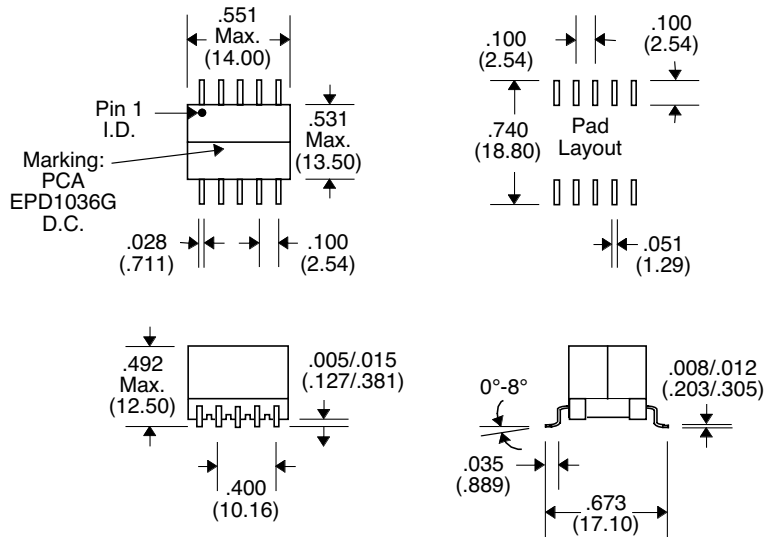 .551
Max.
(14.00)
Pin 1
I.D.
.531
Max.
(13.50)
Marking:
PCA
EPD1036G
D.C.
.028
(.711)
.100
(2.54)
.100
(2.54)
.100
(2.54)
.740
(18.80)
Pad
Layout
.051
(1.29)
.492
Max.
(12.50)
.005/.015
(.127/.381)
.400
(10.16)
0°-8°
.008/.012
(.203/.305)
.035
(.889)
.673
(17.10)